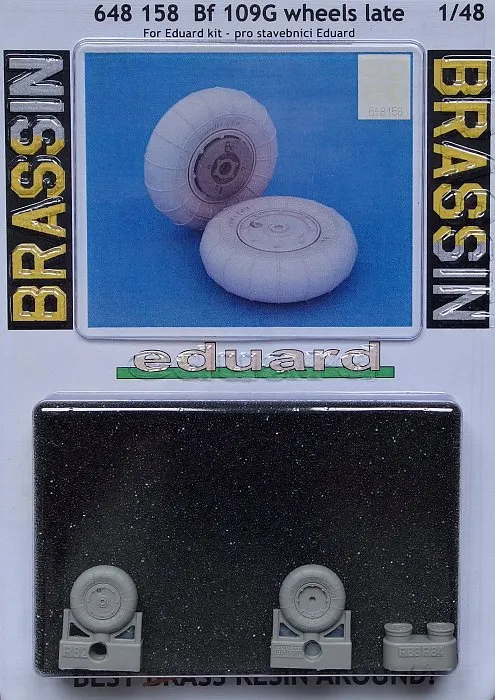 648 158 Bf 109G wheels late 1/48
For Eduard kit - pro stavebnici Eduard
BRASSIN
648158
BRASSIN
eduard
BEST BRASS RESIN AROUND!